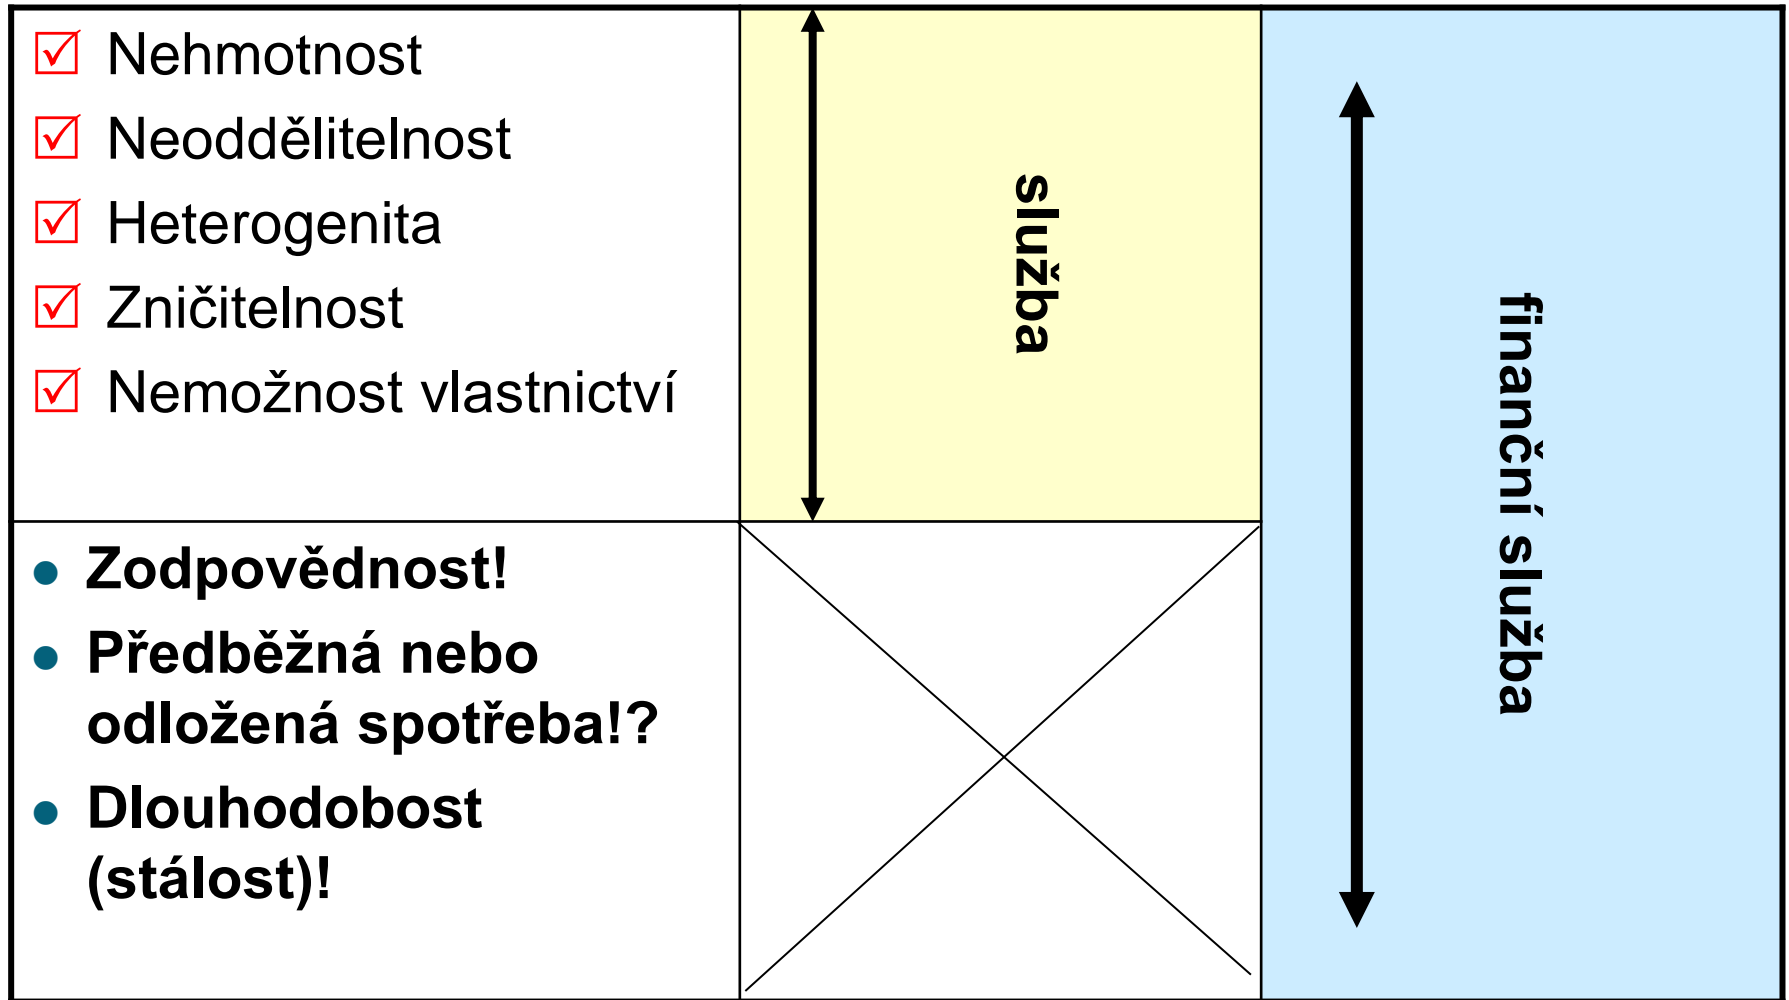 Nehmotnost
Neoddělitelnost
Heterogenita
Zničitelnost
Nemožnost vlastnictví
služba
finanční služba
Zodpovědnost!
Předběžná nebo
odložená spotřeba!?
Dlouhodobost
(stálost)!